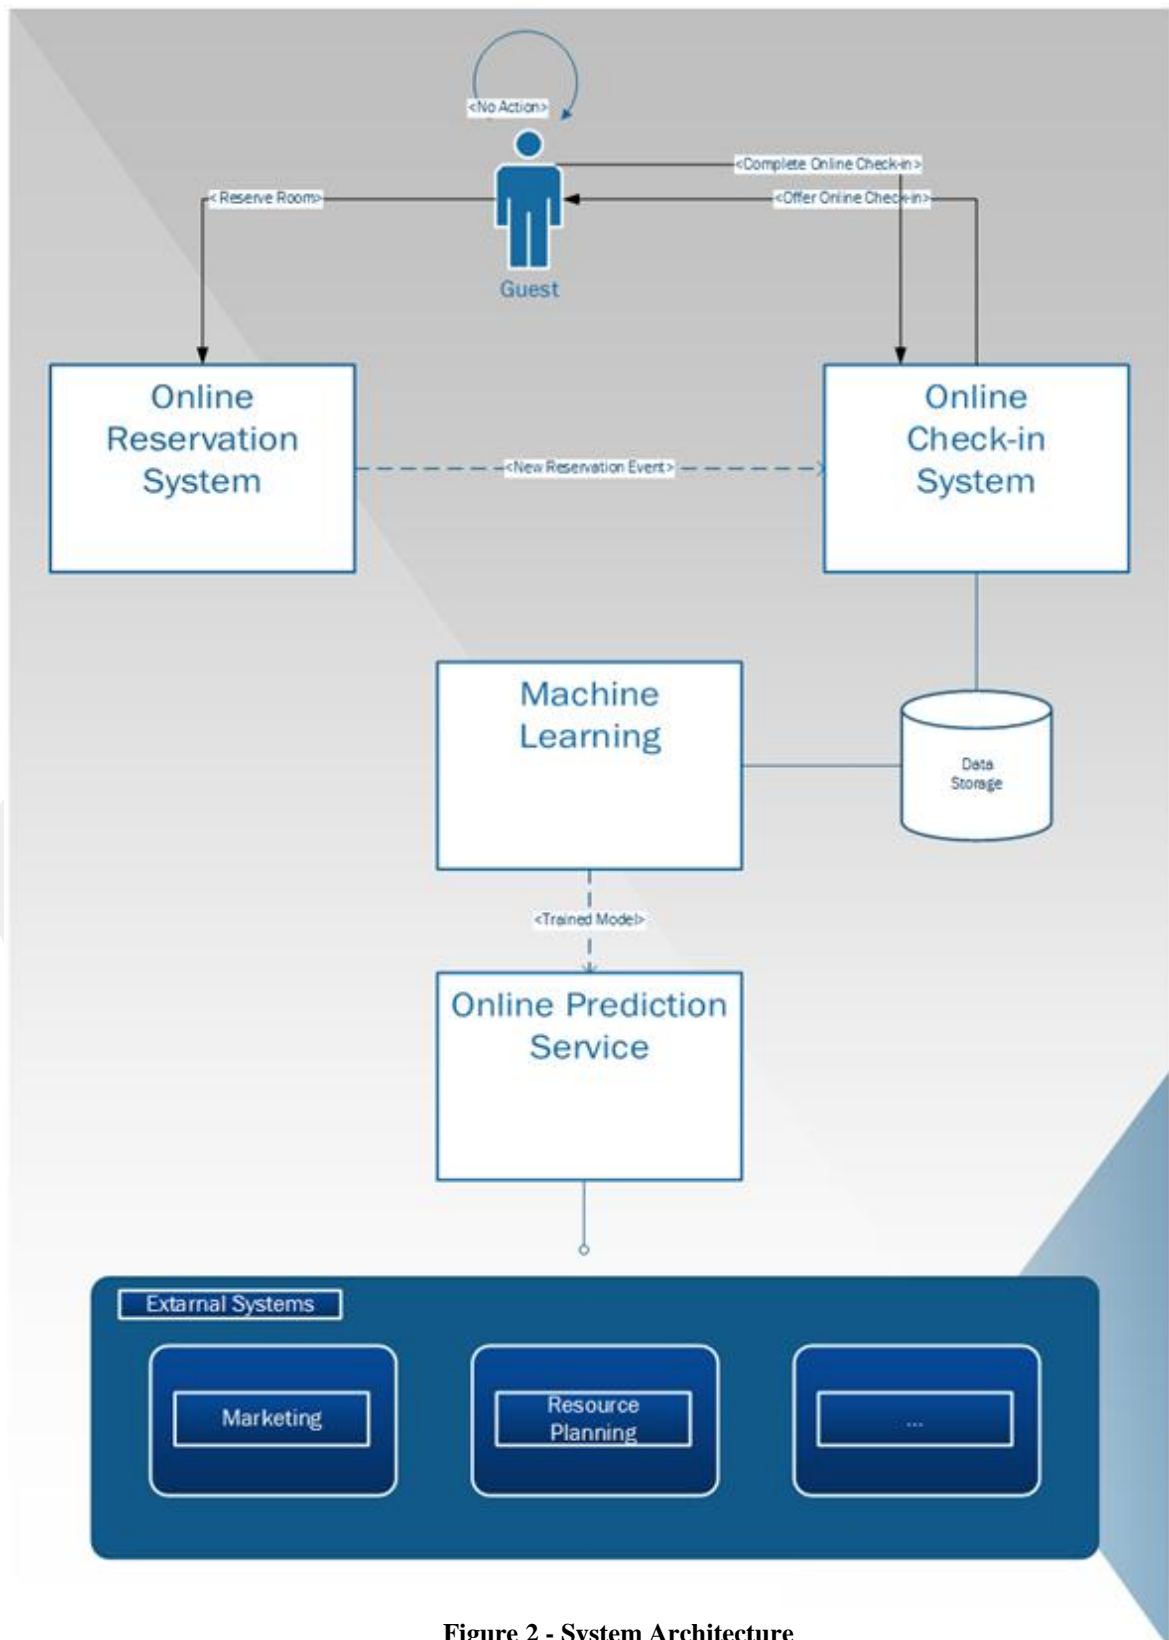 <No Action>
<Complete Online Check-in>
<Reserve Room>
<Offer Online Check-in>
Guest
Online
Reservation
System
Online
Check-in
System
<New Reservation Event>
Machine
Learning
Data
Storage
<Trained Model>
Online Prediction
Service
Extarnal Systems
Marketing
Resource
Planning
...
Figure 2 - System Architecture